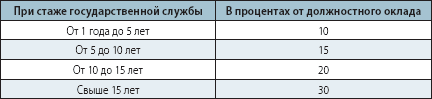 При стаже государственной службы В процентах от должностного оклада
От 1 года до 5 лет 10
От 5 до 10 лет 15
От 10 до 15 лет 20
Свыше 15 лет 30